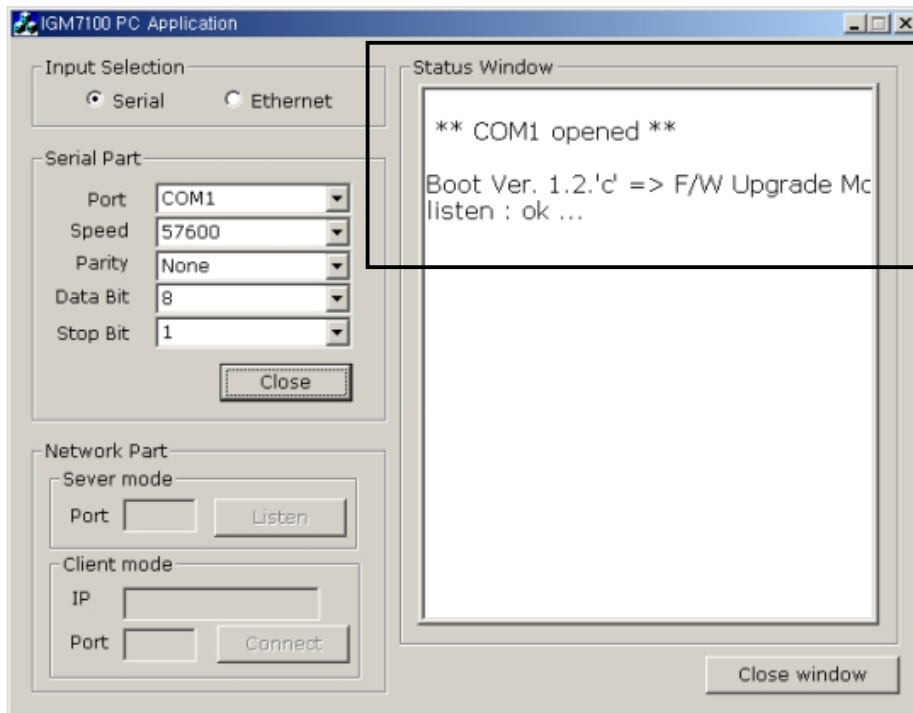 IGM7100 PC Application
Input Selection
Serial
Ethernet
Serial Part
Port
COM1
Speed
57600
Parity
None
Data Bit
8
Stop Bit
1
Close
Network Part
Sever mode
Port
Listen
Client mode
IP
Port
Connect
Status Window
** COM1 opened **
Boot Ver. 1.2.'c' => F/W Upgrade
listen : ok ...
Close window